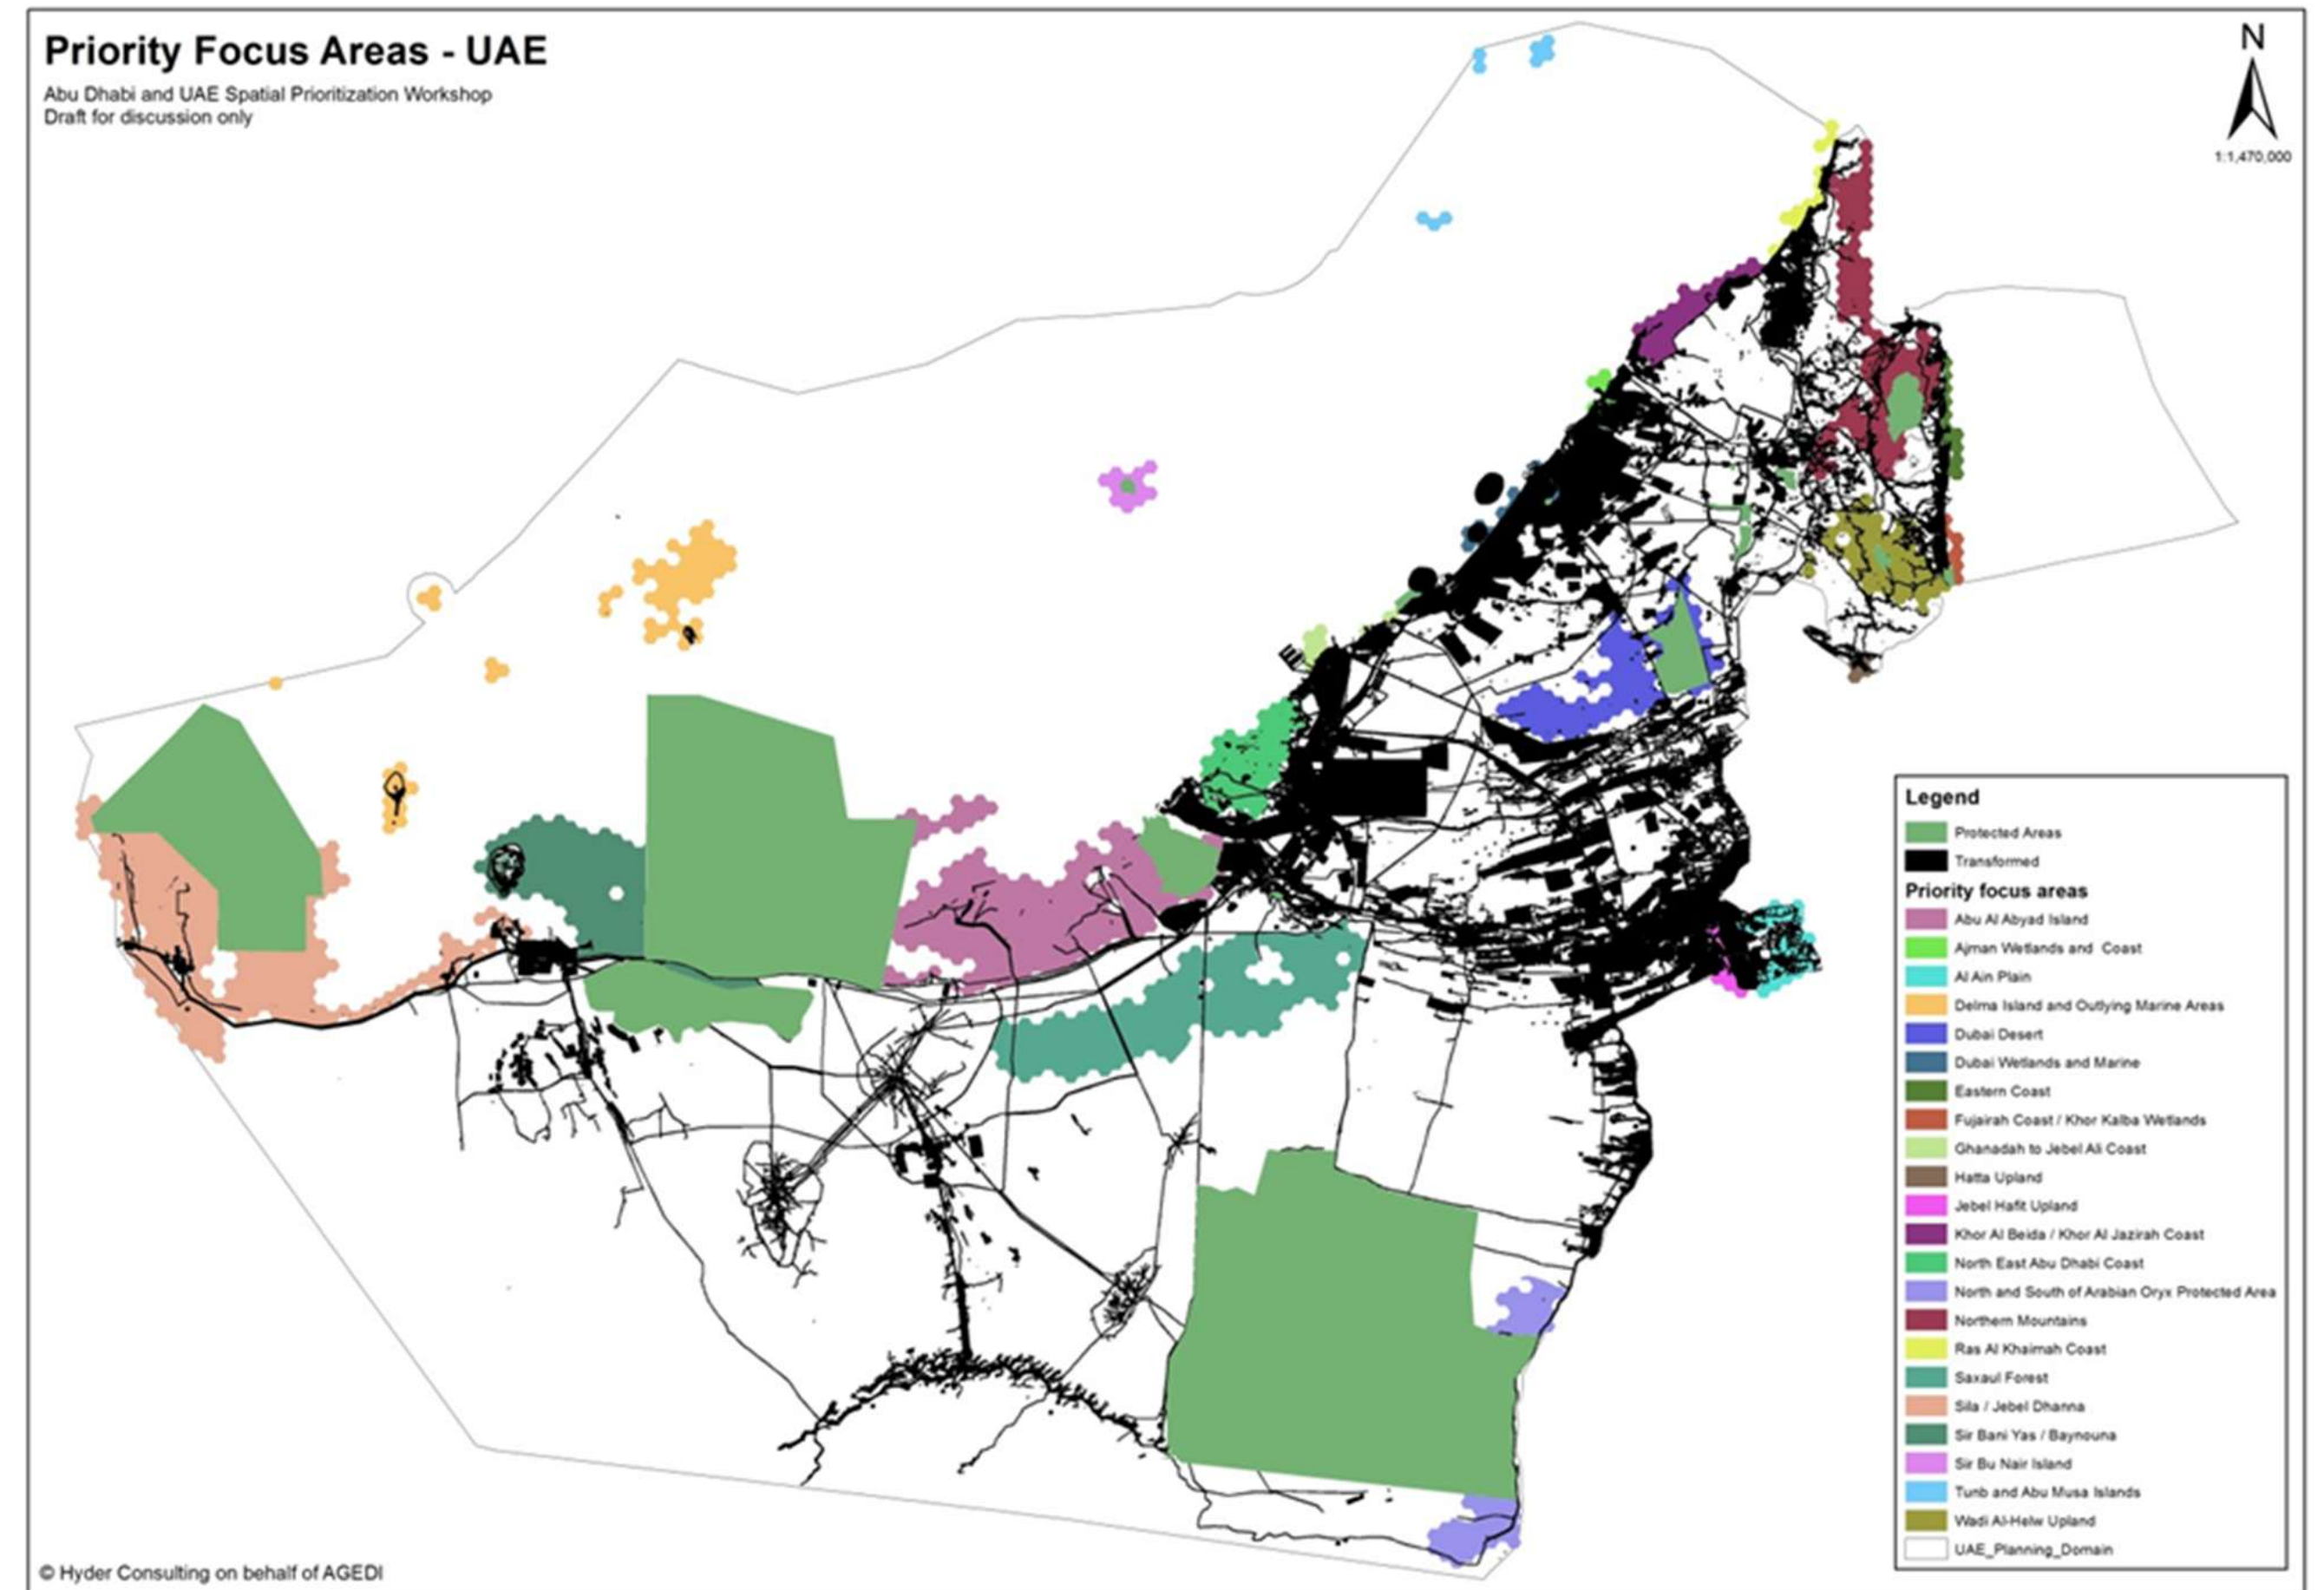 Priority Focus Areas - UAE
Abu Dhabi and UAE Spatial Prioritization Workshop
Draft for discussion only
N
1:1,470,000
Legend
Protected Areas
Transformed
Priority focus areas
Abu Al Abyad Island
Ajman Wetlands and Coast
Al Ain Plain
Delma Island and Outlying Marine Areas
Dubai Desert
Dubai Wetlands and Marine
Eastern Coast
Fujairah Coast / Khor Kalba Wetlands
Ghanadah to Jebel Ali Coast
Hatta Upland
Jebel Hafit Upland
Khor Al Beida / Khor Al Jazirah Coast
North East Abu Dhabi Coast
North and South of Arabian Oryx Protected Area
Northern Mountains
Ras Al Khaimah Coast
Saxaul Forest
Sila / Jebel Dhanna
Sir Bani Yas / Baynouna
Sir Bu Nair Island
Tunb and Abu Musa Islands
Wadi Al-Helw Upland
UAE_Planning_Domain
© Hyder Consulting on behalf of AGEDI